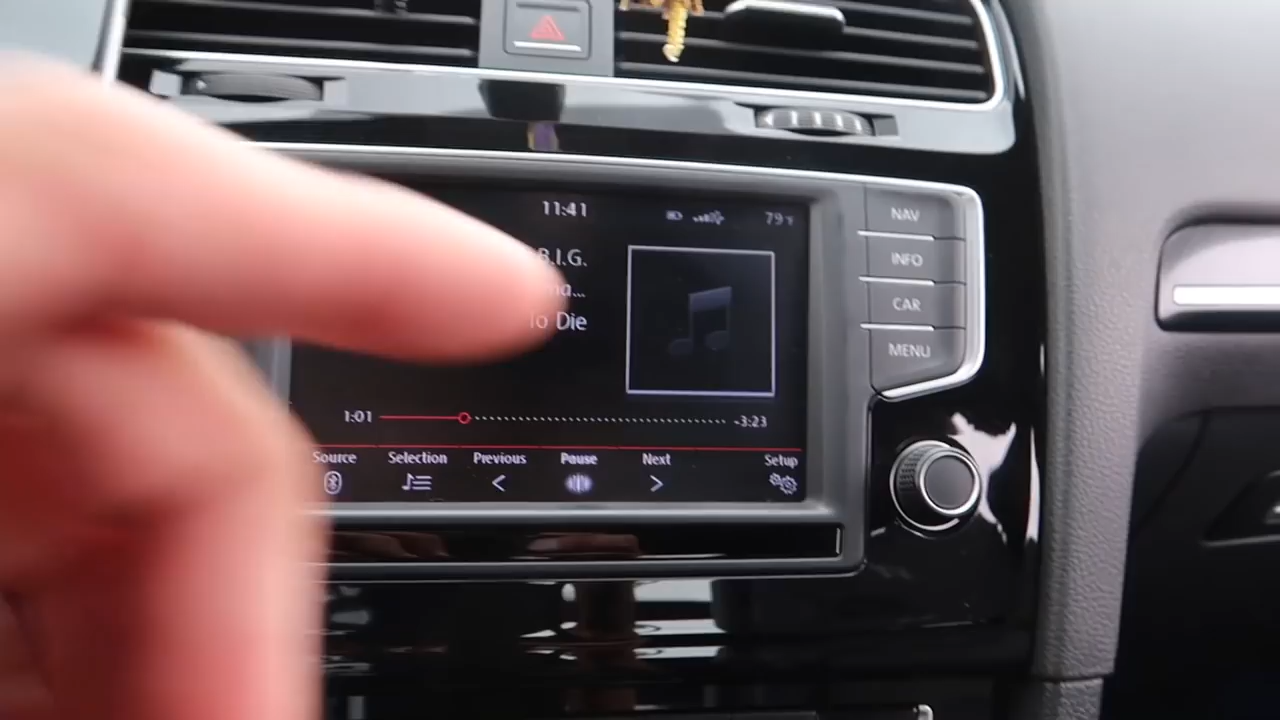 11:41 79°F
B.I.G.
To Die
1:01 -3:23
Source Selection Previous Pause Next Setup
NAV
INFO
CAR
MENU